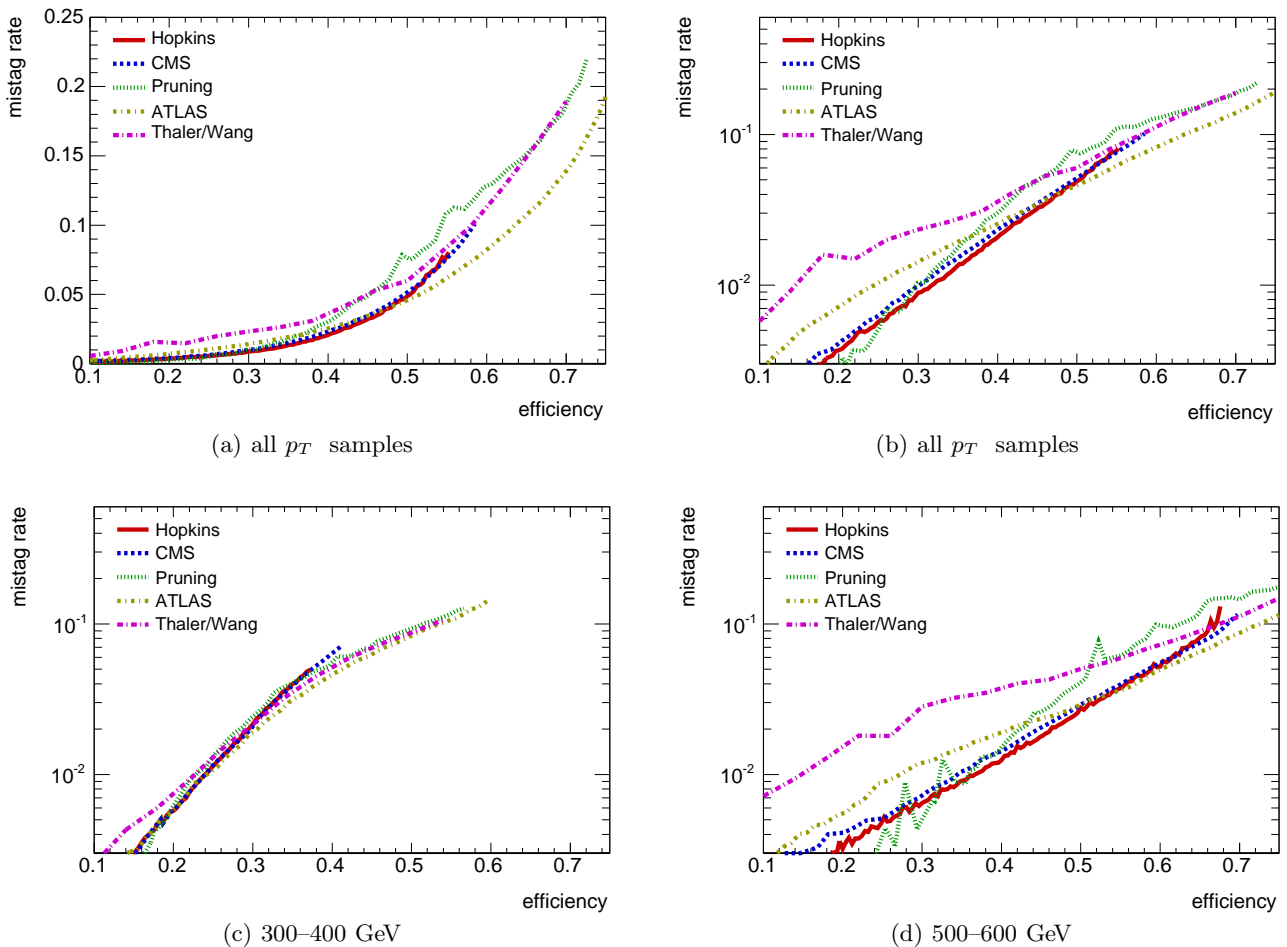 mistag rate
0.25
0.2
0.15
0.1
0.05
0
Hopkins
CMS
Pruning
ATLAS
Thaler/Wang
0.1 0.2 0.3 0.4 0.5 0.6 0.7
efficiency
(a) all p_T samples
mistag rate
10^-1
10^-2
Hopkins
CMS
Pruning
ATLAS
Thaler/Wang
0.1 0.2 0.3 0.4 0.5 0.6 0.7
efficiency
(b) all p_T samples
mistag rate
10^-1
10^-2
Hopkins
CMS
Pruning
ATLAS
Thaler/Wang
0.1 0.2 0.3 0.4 0.5 0.6 0.7
efficiency
(c) 300–400 GeV
mistag rate
10^-1
10^-2
Hopkins
CMS
Pruning
ATLAS
Thaler/Wang
0.1 0.2 0.3 0.4 0.5 0.6 0.7
efficiency
(d) 500–600 GeV